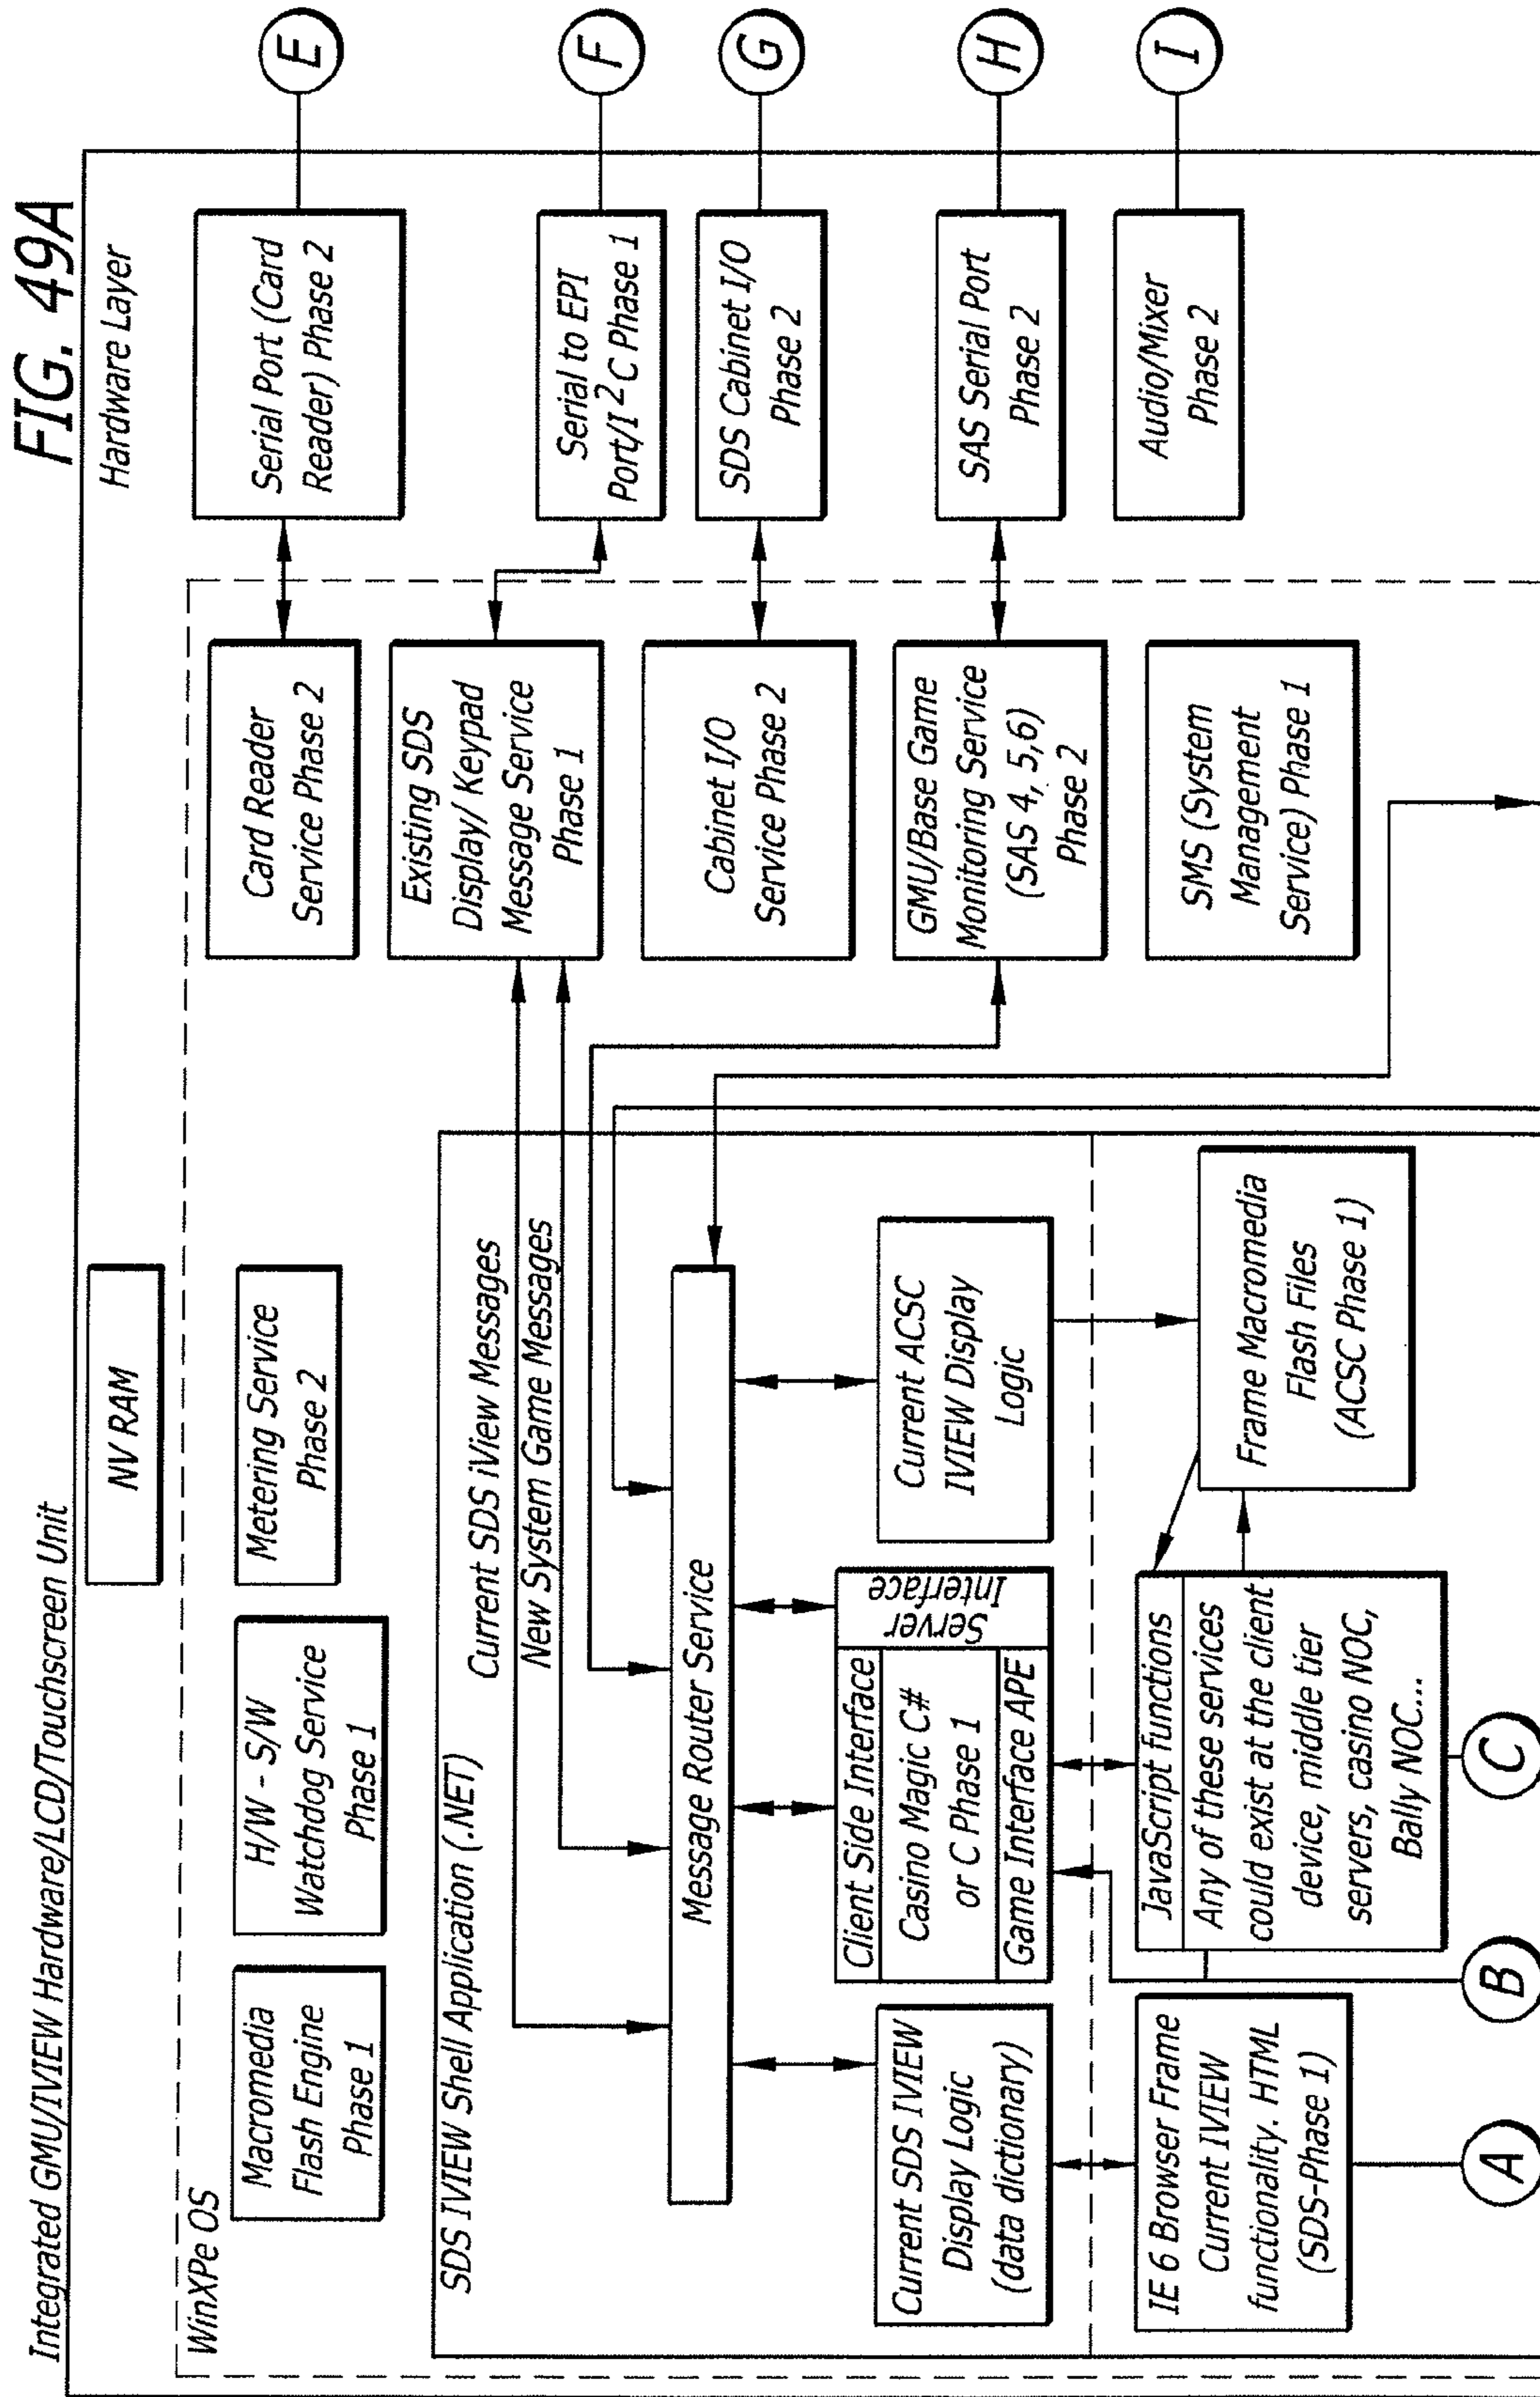 FIG. 49A
Integrated GMU/IVIEW Hardware/LCD/Touchscreen Unit
Hardware Layer
NV RAM
WinXPe OS
Macromedia
Flash Engine
Phase 1
H/W - S/W
Watchdog Service
Phase 1
Metering Service
Phase 2
Card Reader
Service Phase 2
Serial Port (Card
Reader) Phase 2
E
Existing SDS
Display/ Keypad
Message Service
Phase 1
Serial to EPI
Port/I²C Phase 1
F
Cabinet I/O
Service Phase 2
SDS Cabinet I/O
Phase 2
G
GMU/Base Game
Monitoring Service
(SAS 4, 5,6)
Phase 2
SAS Serial Port
Phase 2
H
SMS (System
Management
Service) Phase 1
Audio/Mixer
Phase 2
I
SDS IVIEW Shell Application (.NET)
Current SDS iView Messages
New System Game Messages
Message Router Service
Current SDS IVIEW
Display Logic
(data dictionary)
Client Side Interface
Casino Magic C#
or C Phase 1
Game Interface APE
Server
Interface
Current ACSC
IVIEW Display
Logic
IE 6 Browser Frame
Current IVIEW
functionality. HTML
(SDS-Phase 1)
JavaScript functions
Any of these services
could exist at the client
device, middle tier
servers, casino NOC,
Bally NOC...
Frame Macromedia
Flash Files
(ACSC Phase 1)
A
B
C